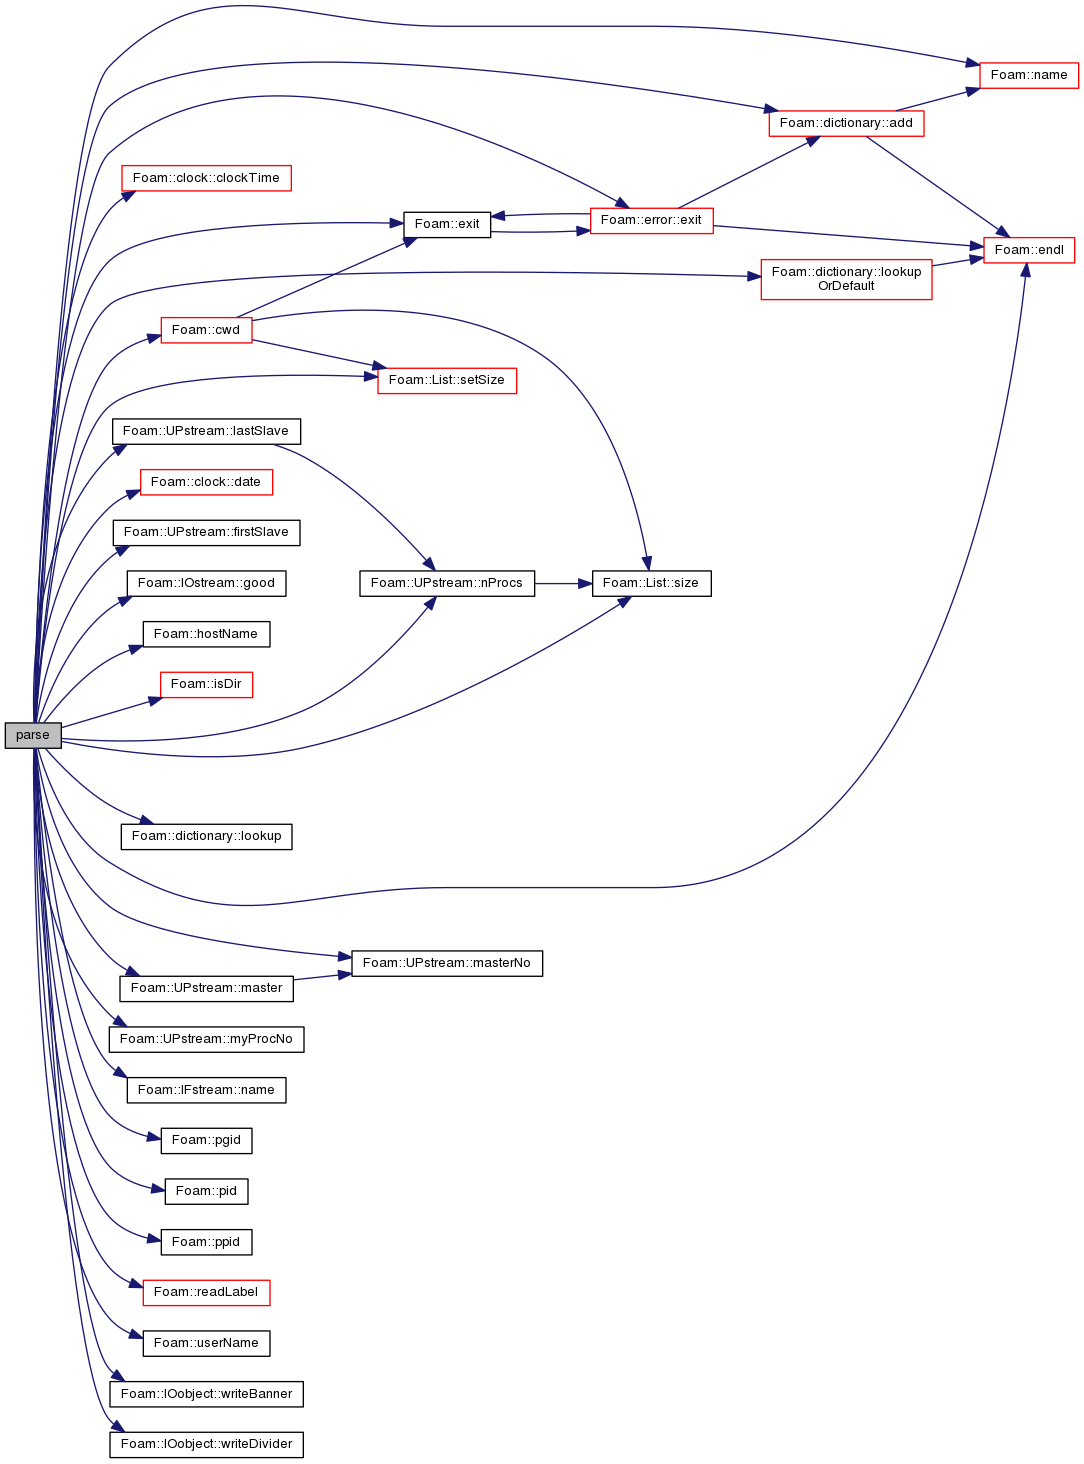 Foam::name
Foam::dictionary::add
Foam::clock::clockTime
Foam::exit
Foam::error::exit
Foam::endl
Foam::dictionary::lookup
OrDefault
Foam::cwd
Foam::List::setSize
Foam::UPstream::lastSlave
Foam::clock::date
Foam::UPstream::firstSlave
Foam::IOstream::good
Foam::UPstream::nProcs
Foam::List::size
Foam::hostName
Foam::isDir
parse
Foam::dictionary::lookup
Foam::UPstream::masterNo
Foam::UPstream::master
Foam::UPstream::myProcNo
Foam::IFstream::name
Foam::pgid
Foam::pid
Foam::ppid
Foam::readLabel
Foam::userName
Foam::IOobject::writeBanner
Foam::IOobject::writeDivider